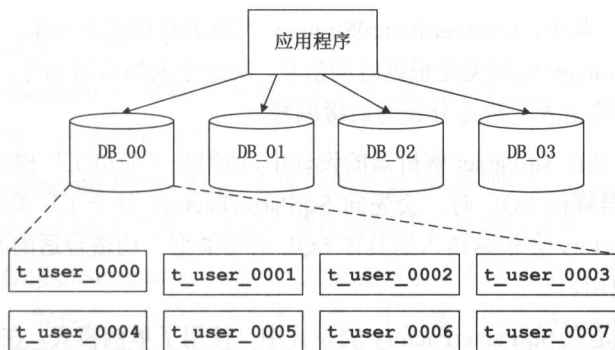 应用程序
DB_00 DB_01 DB_02 DB_03
t_user_0000 t_user_0001 t_user_0002 t_user_0003
t_user_0004 t_user_0005 t_user_0006 t_user_0007